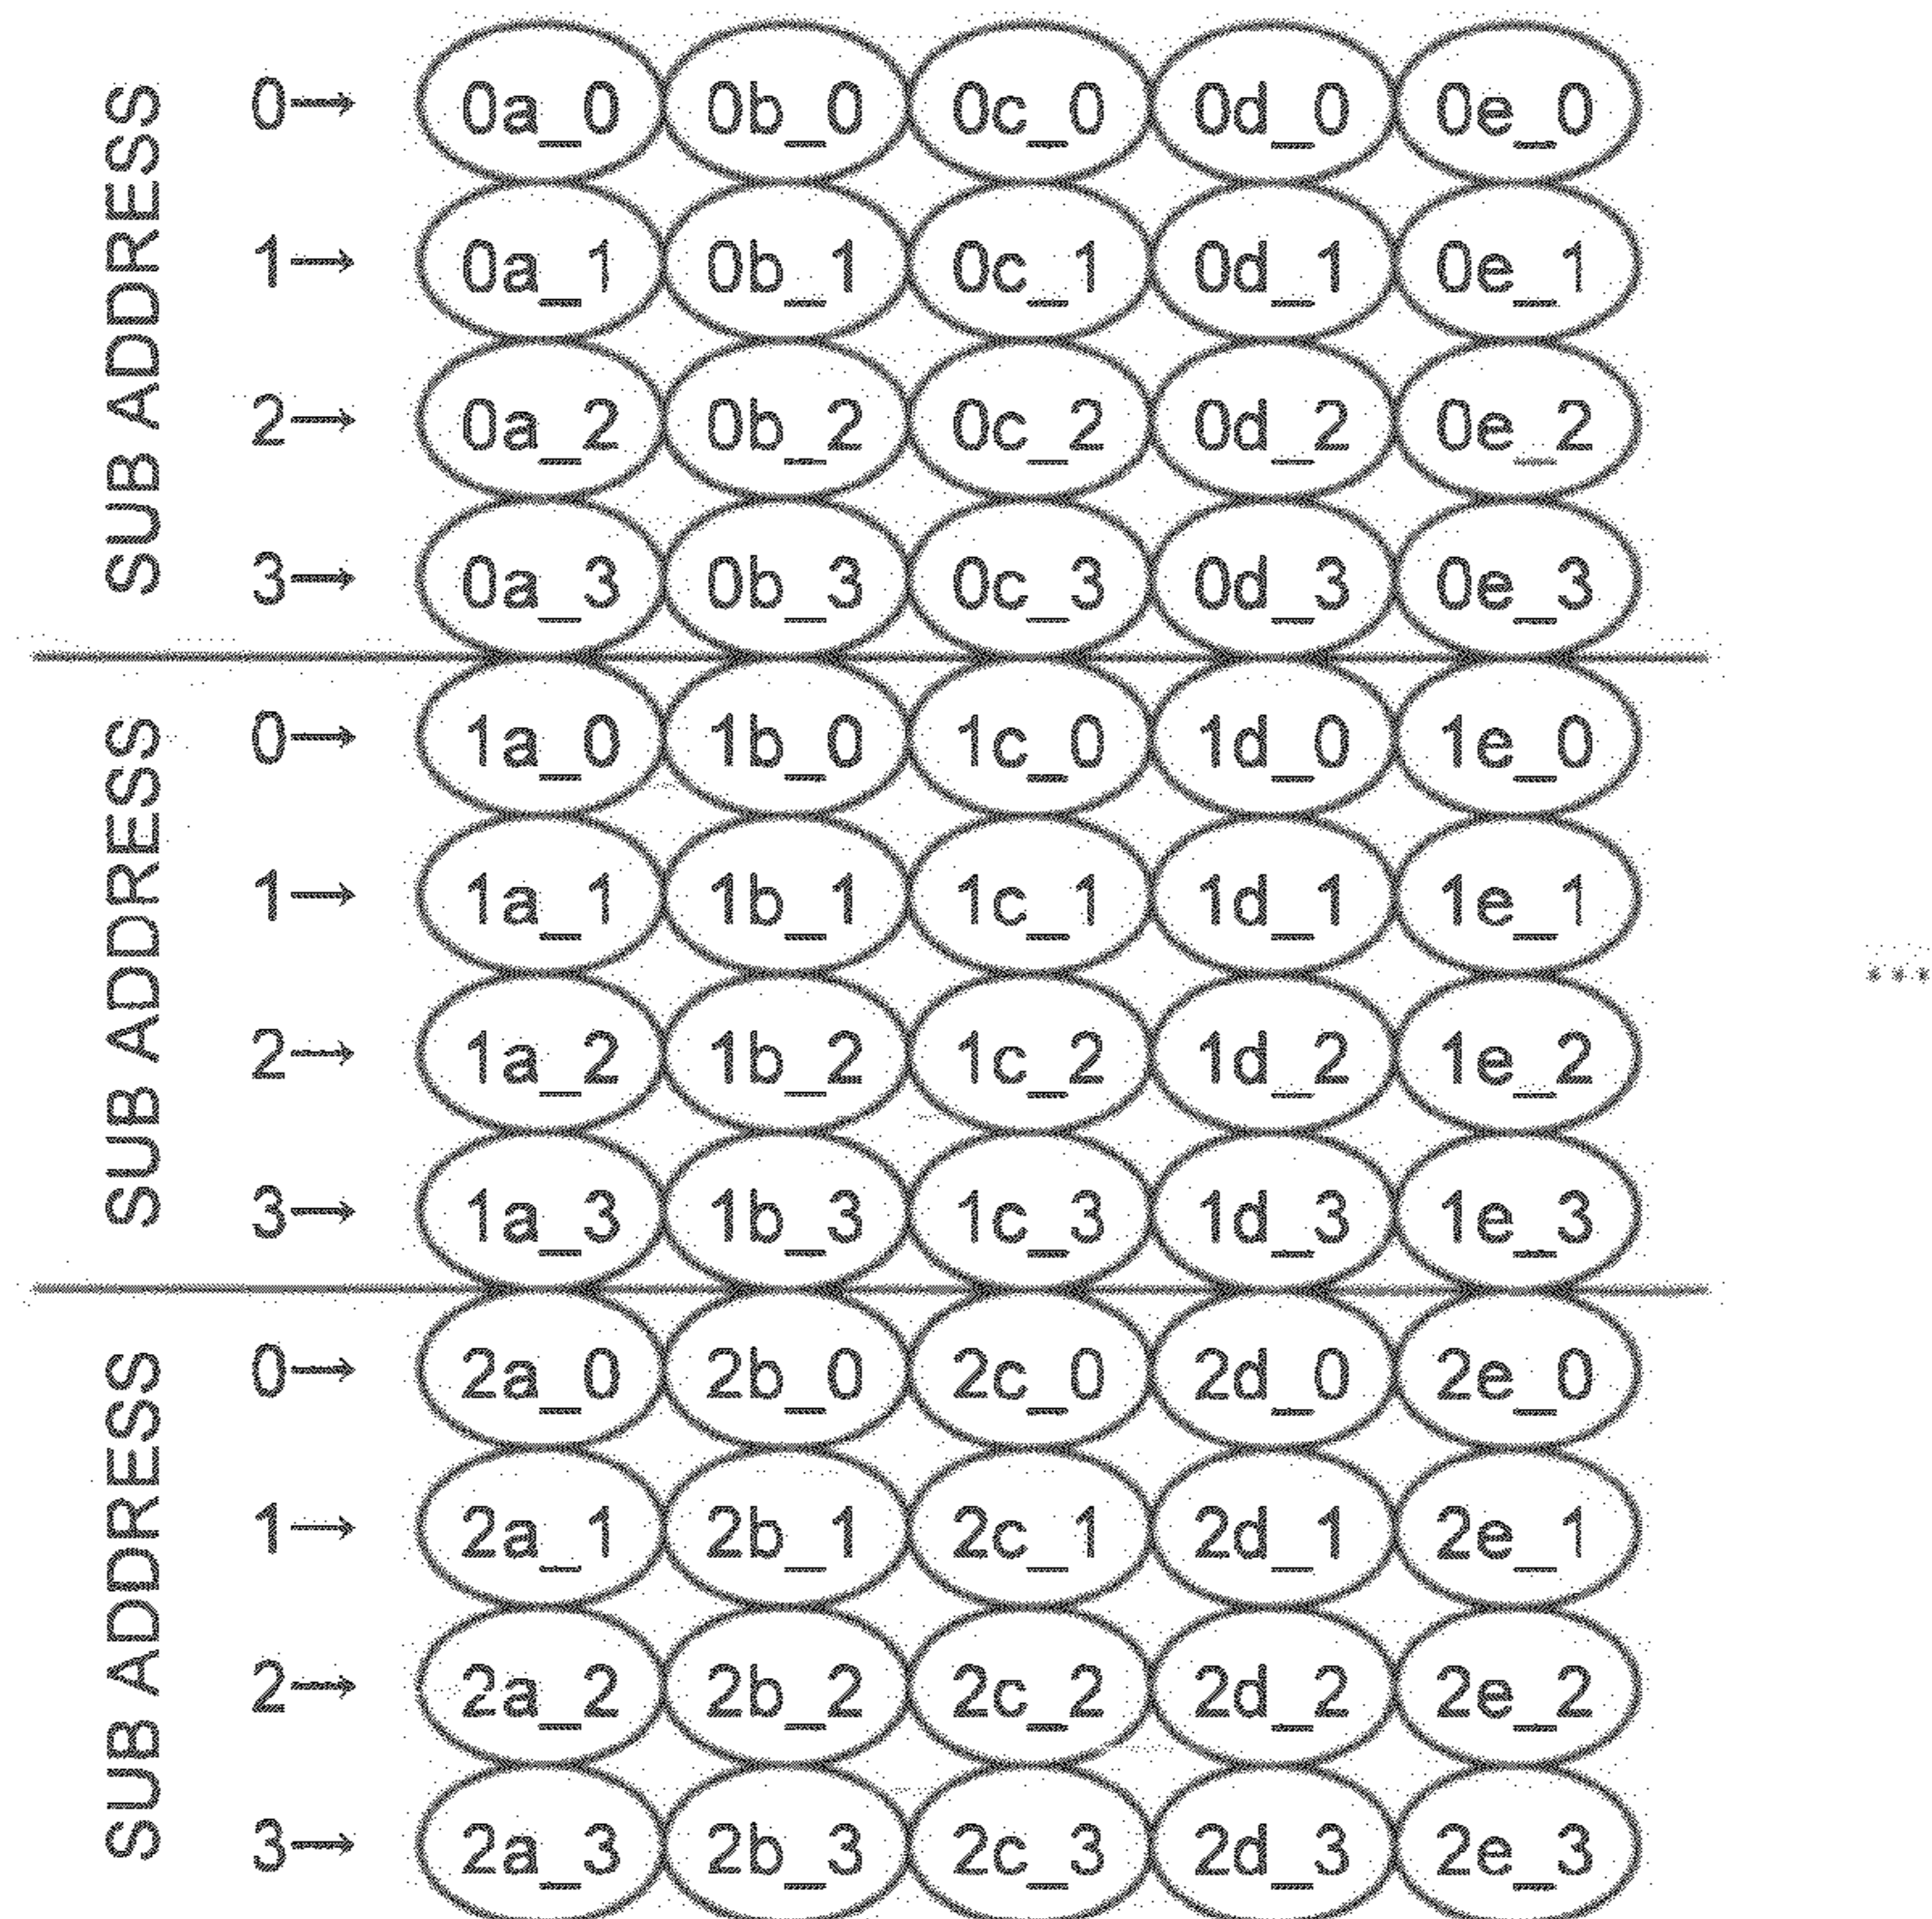 SUB ADDRESS
0→ 0a_0 0b_0 0c_0 0d_0 0e_0
1→ 0a_1 0b_1 0c_1 0d_1 0e_1
2→ 0a_2 0b_2 0c_2 0d_2 0e_2
3→ 0a_3 0b_3 0c_3 0d_3 0e_3
SUB ADDRESS
0→ 1a_0 1b_0 1c_0 1d_0 1e_0
1→ 1a_1 1b_1 1c_1 1d_1 1e_1
2→ 1a_2 1b_2 1c_2 1d_2 1e_2
3→ 1a_3 1b_3 1c_3 1d_3 1e_3
...
SUB ADDRESS
0→ 2a_0 2b_0 2c_0 2d_0 2e_0
1→ 2a_1 2b_1 2c_1 2d_1 2e_1
2→ 2a_2 2b_2 2c_2 2d_2 2e_2
3→ 2a_3 2b_3 2c_3 2d_3 2e_3